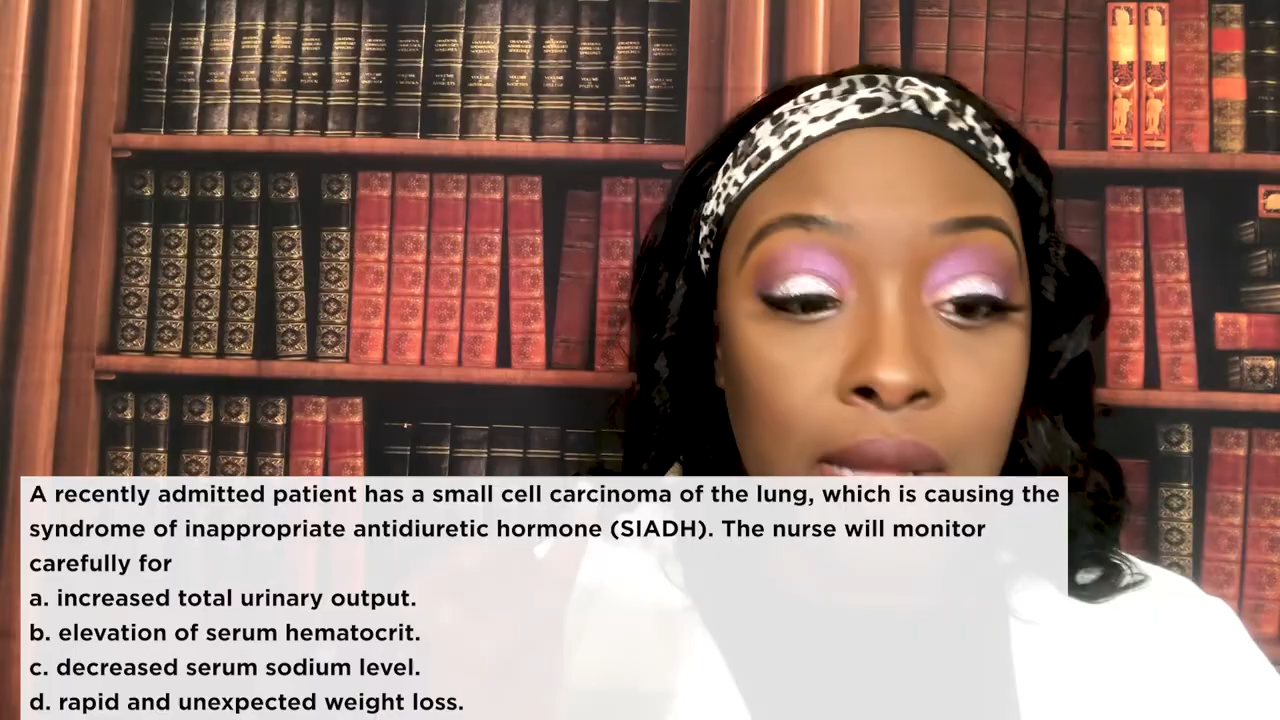 A recently admitted patient has a small cell carcinoma of the lung, which is causing the
syndrome of inappropriate antidiuretic hormone (SIADH). The nurse will monitor
carefully for
a. increased total urinary output.
b. elevation of serum hematocrit.
c. decreased serum sodium level.
d. rapid and unexpected weight loss.